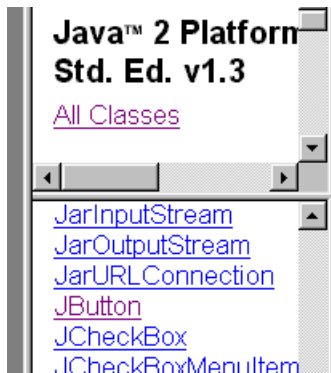 Java™ 2 Platform
Std. Ed. v1.3
All Classes
JarInputStream
JarOutputStream
JarURLConnection
JButton
JCheckBox
JCheckBoxMenuItem